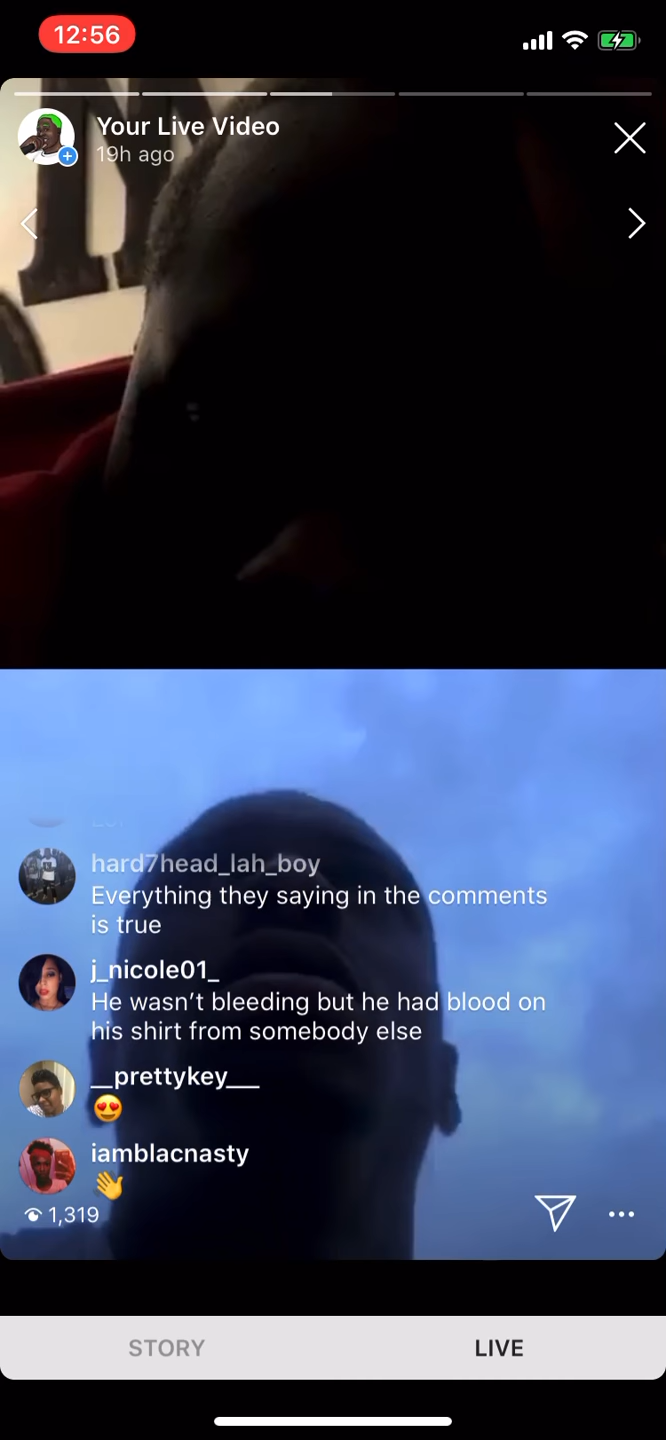 12:56
Your Live Video
19h ago
hard7head_lah_boy
Everything they saying in the comments
is true
j_nicole01_
He wasn’t bleeding but he had blood on
his shirt from somebody else
__prettykey___
😍
iamblacnasty
👋
1,319
STORY
LIVE